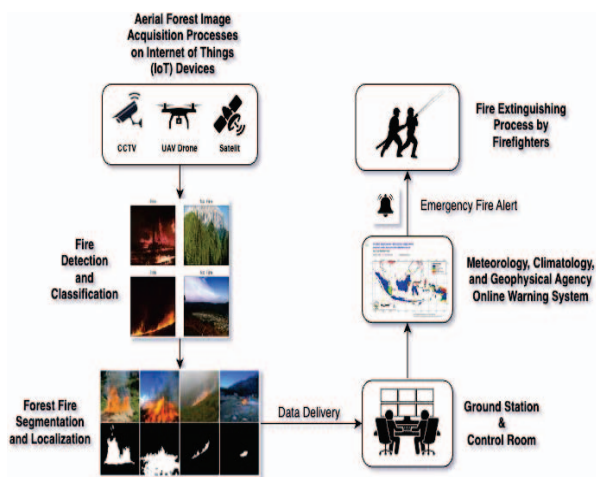 Aerial Forest Image
Acquisition Processes
on Internet of Things
(IoT) Devices
CCTV
UAV Drone
Satelit
Fire
Detection
and
Classification
Forest Fire
Segmentation
and Localization
Data Delivery
Ground Station
&
Control Room
Meteorology, Climatology,
and Geophysical Agency
Online Warning System
Emergency Fire Alert
Fire Extinguishing
Process by
Firefighters